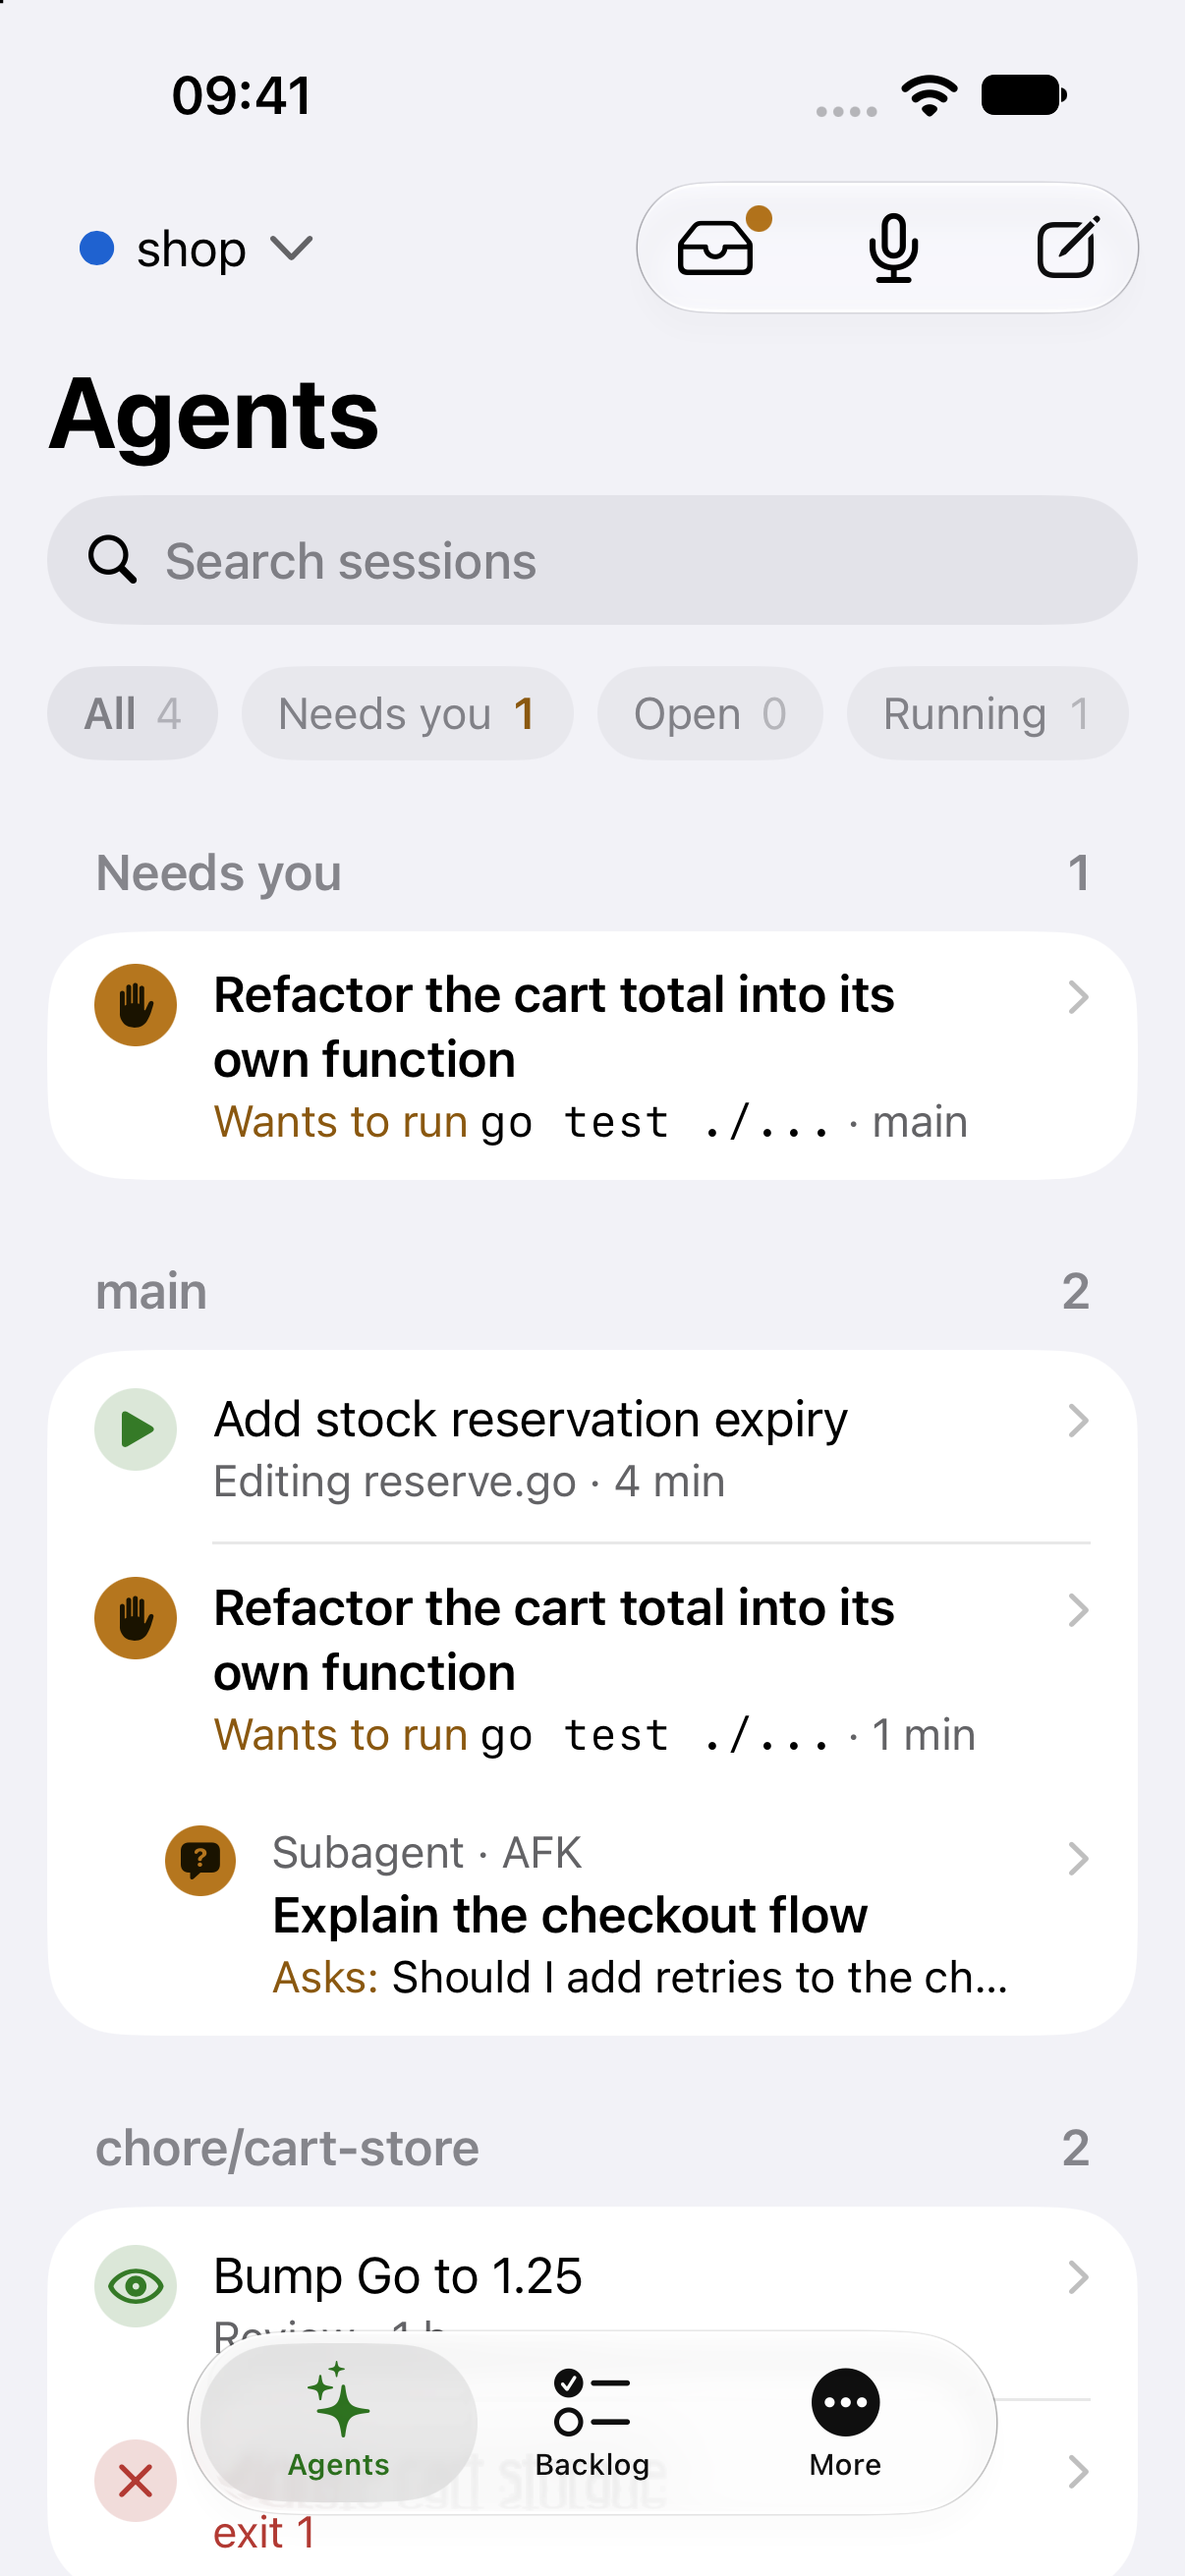 09:41
shop
Agents
Search sessions
All 4 Needs you 1 Open 0 Running 1
Needs you 1
Refactor the cart total into its
own function
Wants to run go test ./... · main
main 2
Add stock reservation expiry
Editing reserve.go · 4 min
Refactor the cart total into its
own function
Wants to run go test ./... · 1 min
Subagent · AFK
Explain the checkout flow
Asks: Should I add retries to the ch...
chore/cart-store 2
Bump Go to 1.25
Review · 1 h
exit 1
Agents Backlog More